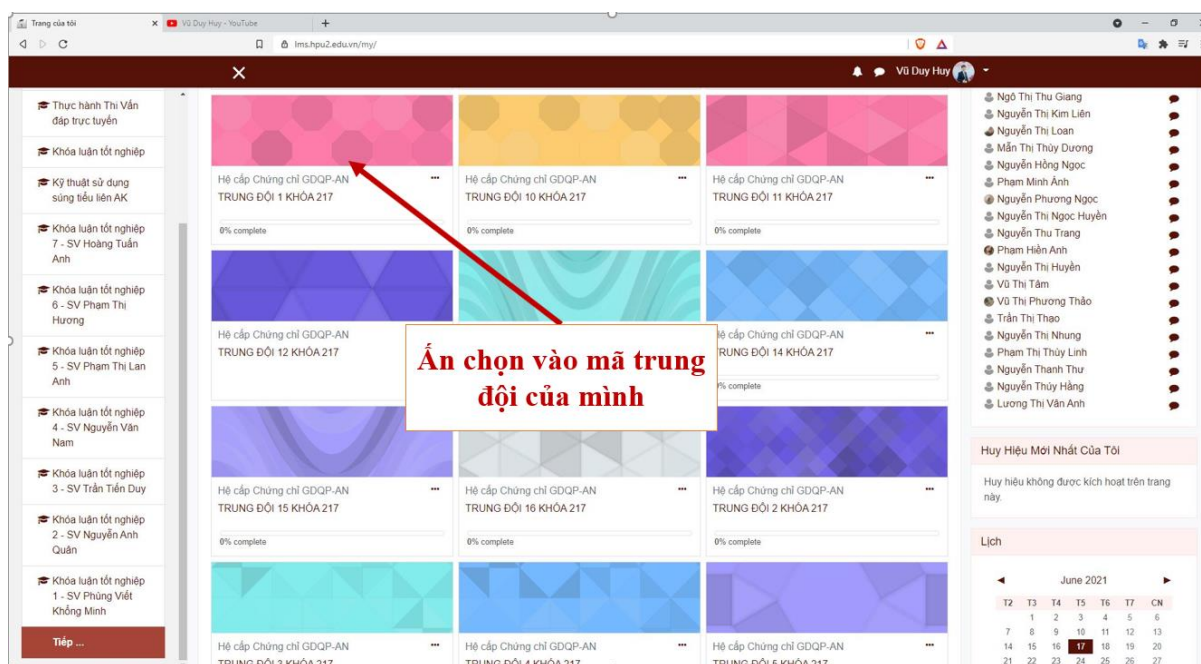 Trang của tôi
Vũ Duy Huy - YouTube
lms.hpu2.edu.vn/my/
Vũ Duy Huy
Thực hành Thi Vấn
đáp trực tuyến
Khóa luận tốt nghiệp
Kỹ thuật sử dụng
súng tiểu liên AK
Khóa luận tốt nghiệp
7 - SV Hoàng Tuấn
Anh
Khóa luận tốt nghiệp
6 - SV Phạm Thị
Hương
Khóa luận tốt nghiệp
5 - SV Phạm Thị Lan
Anh
Khóa luận tốt nghiệp
4 - SV Nguyễn Văn
Nam
Khóa luận tốt nghiệp
3 - SV Trần Tiến Duy
Khóa luận tốt nghiệp
2 - SV Nguyễn Anh
Quân
Khóa luận tốt nghiệp
1 - SV Phùng Viết
Khổng Minh
Tiếp ...
Hệ cấp Chứng chỉ GDQP-AN
TRUNG ĐỘI 1 KHÓA 217
0% complete
Hệ cấp Chứng chỉ GDQP-AN
TRUNG ĐỘI 10 KHÓA 217
0% complete
Hệ cấp Chứng chỉ GDQP-AN
TRUNG ĐỘI 11 KHÓA 217
0% complete
Hệ cấp Chứng chỉ GDQP-AN
TRUNG ĐỘI 12 KHÓA 217
Ấn chọn vào mã trung
đội của mình
Hệ cấp Chứng chỉ GDQP-AN
TRUNG ĐỘI 14 KHÓA 217
0% complete
Hệ cấp Chứng chỉ GDQP-AN
TRUNG ĐỘI 15 KHÓA 217
0% complete
Hệ cấp Chứng chỉ GDQP-AN
TRUNG ĐỘI 16 KHÓA 217
0% complete
Hệ cấp Chứng chỉ GDQP-AN
TRUNG ĐỘI 2 KHÓA 217
0% complete
Hệ cấp Chứng chỉ GDQP-AN
TRUNG ĐỘI 3 KHÓA 217
Hệ cấp Chứng chỉ GDQP-AN
TRUNG ĐỘI 4 KHÓA 217
Hệ cấp Chứng chỉ GDQP-AN
TRUNG ĐỘI 5 KHÓA 217
Ngô Thị Thu Giang
Nguyễn Thị Kim Liên
Nguyễn Thị Loan
Mẫn Thị Thùy Dương
Nguyễn Hồng Ngọc
Phạm Minh Ánh
Nguyễn Phương Ngọc
Nguyễn Thị Ngọc Huyền
Nguyễn Thu Trang
Phạm Hiền Anh
Nguyễn Thị Huyền
Vũ Thị Tâm
Vũ Thị Phương Thảo
Trần Thị Thạo
Nguyễn Thị Nhung
Phạm Thị Thùy Linh
Nguyễn Thanh Thư
Nguyễn Thúy Hằng
Lương Thị Vân Anh
Huy Hiệu Mới Nhất Của Tôi
Huy hiệu không được kích hoạt trên trang
này.
Lịch
June 2021
T2 T3 T4 T5 T6 T7 CN
1 2 3 4 5 6
7 8 9 10 11 12 13
14 15 16 17 18 19 20
21 22 23 24 25 26 27